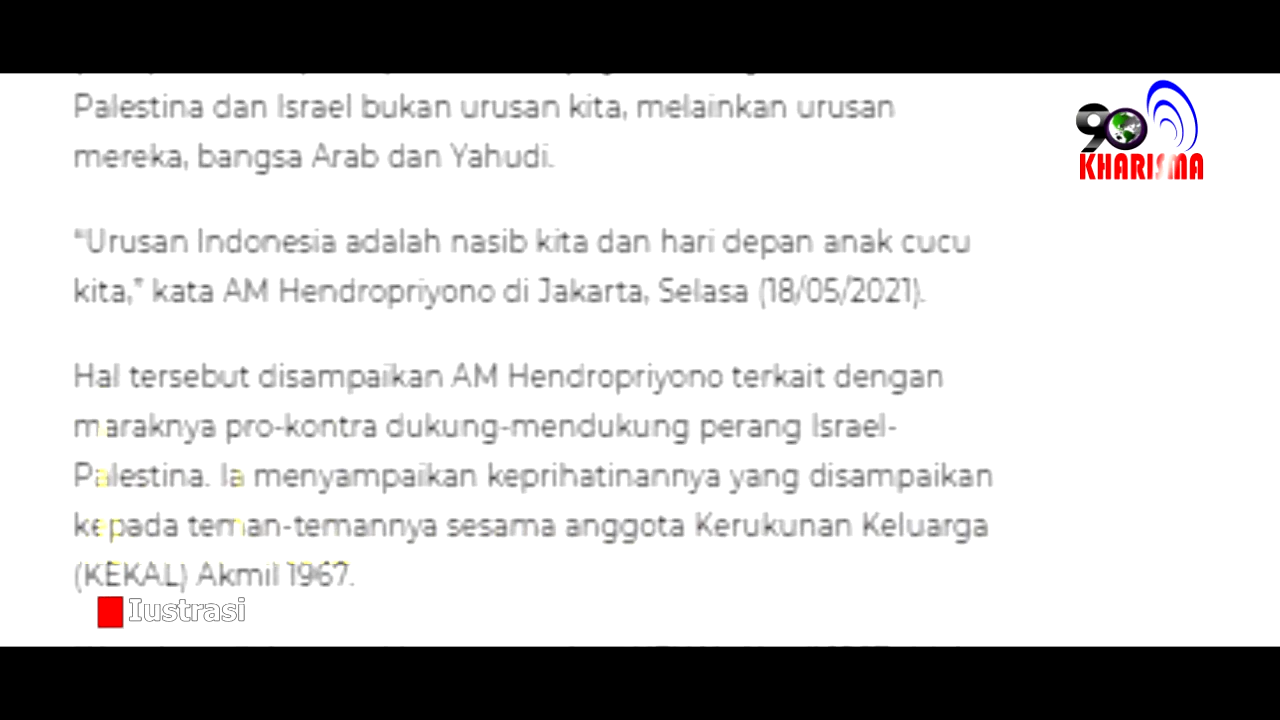 Palestina dan Israel bukan urusan kita, melainkan urusan
mereka, bangsa Arab dan Yahudi.
"Urusan Indonesia adalah nasib kita dan hari depan anak cucu
kita," kata AM Hendropriyono di Jakarta, Selasa (18/05/2021).
Hal tersebut disampaikan AM Hendropriyono terkait dengan
maraknya pro-kontra dukung-mendukung perang Israel-
Palestina. Ia menyampaikan keprihatinannya yang disampaikan
kepada teman-temannya sesama anggota Kerukunan Keluarga
(KEKAL) Akmil 1967.
Iustrasi
90
KHARISMA